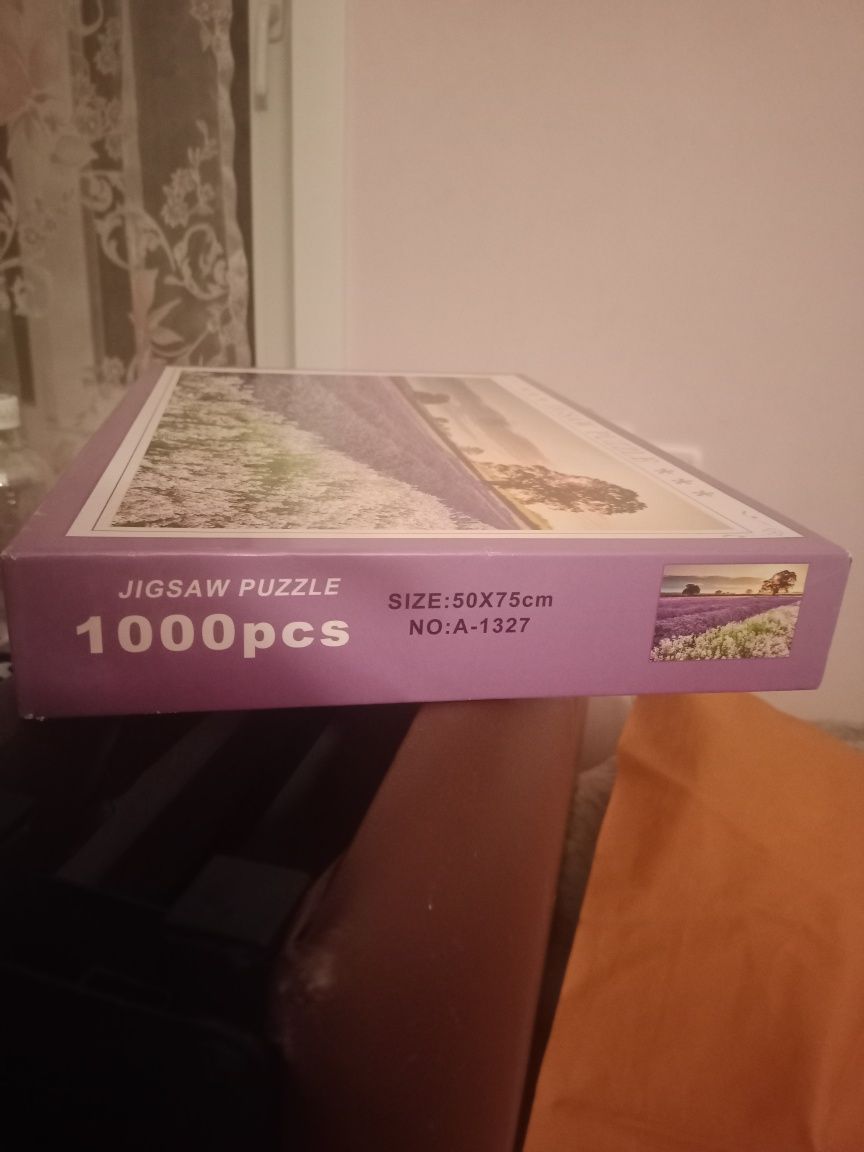 JIGSAW PUZZLE
1000pcs
SIZE:50X75cm
NO:A-1327